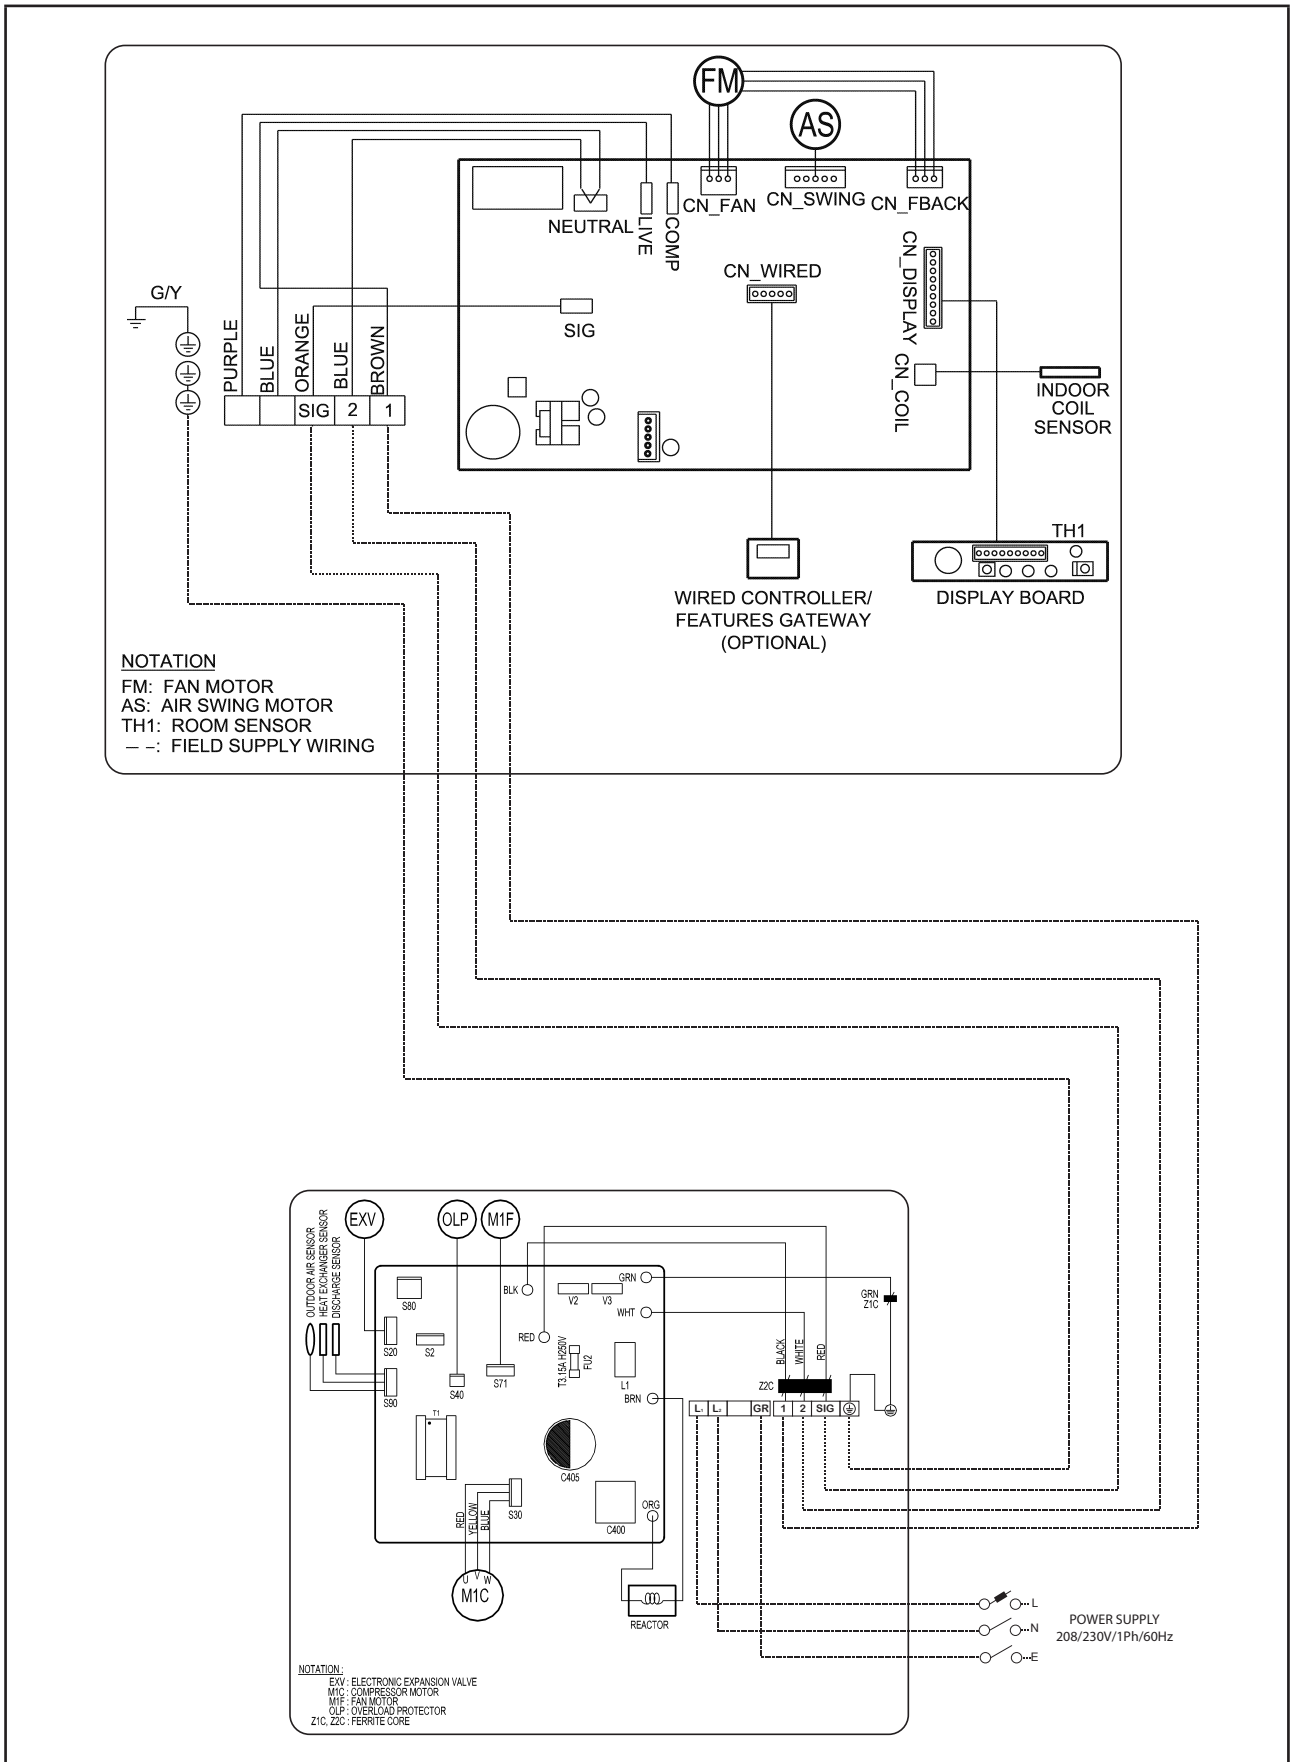 FM
AS
CN_FAN
CN_SWING
CN_FBACK
NEUTRAL
LIVE
COMP
CN_WIRED
CN_DISPLAY
G/Y
SIG
PURPLE
BLUE
ORANGE
BLUE
BROWN
CN_COIL
INDOOR
COIL
SENSOR
SIG 2 1
TH1
WIRED CONTROLLER/
FEATURES GATEWAY
(OPTIONAL)
DISPLAY BOARD
NOTATION
FM: FAN MOTOR
AS: AIR SWING MOTOR
TH1: ROOM SENSOR
– –: FIELD SUPPLY WIRING
EXV
OLP
M1F
OUTDOOR AIR SENSOR
HEAT EXCHANGER SENSOR
DISCHARGE SENSOR
S80
BLK
V2
V3
GRN
GRN
Z1C
WHT
RED
S20
S2
T3.15A H250V
FU2
BLACK
WHITE
RED
S90
S40
S71
L1
Z2C
BRN
L1 L2 GR 1 2 SIG
T1
C405
S30
C400
ORG
RED
YELLOW
BLUE
U V W
M1C
REACTOR
L
N
E
POWER SUPPLY
208/230V/1Ph/60Hz
NOTATION :
EXV : ELECTRONIC EXPANSION VALVE
M1C : COMPRESSOR MOTOR
M1F : FAN MOTOR
OLP : OVERLOAD PROTECTOR
Z1C, Z2C : FERRITE CORE